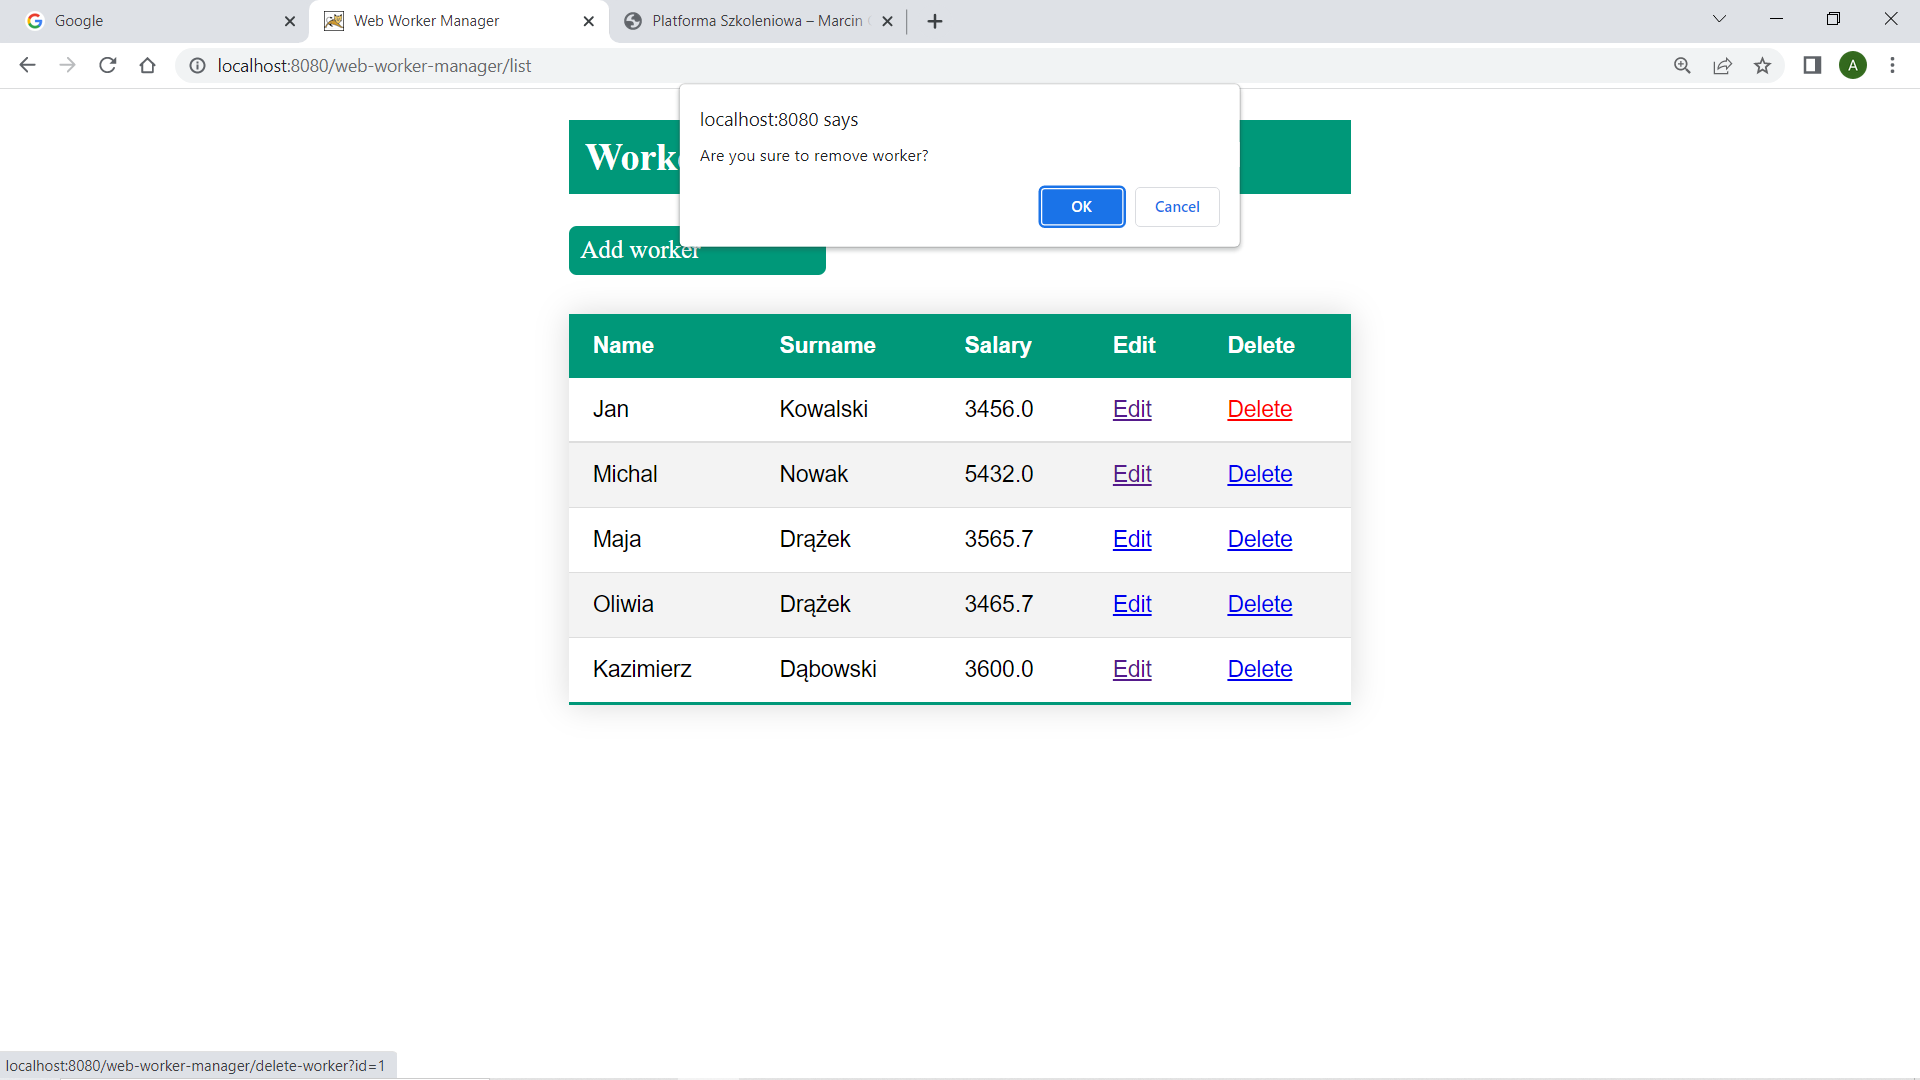 Google
Web Worker Manager
Platforma Szkoleniowa – Marcin
localhost:8080/web-worker-manager/list
A
localhost:8080 says
Are you sure to remove worker?
OK Cancel
Add worker
Name Surname Salary Edit Delete
Jan Kowalski 3456.0 Edit Delete
Michal Nowak 5432.0 Edit Delete
Maja Drążek 3565.7 Edit Delete
Oliwia Drążek 3465.7 Edit Delete
Kazimierz Dąbowski 3600.0 Edit Delete
localhost:8080/web-worker-manager/delete-worker?id=1